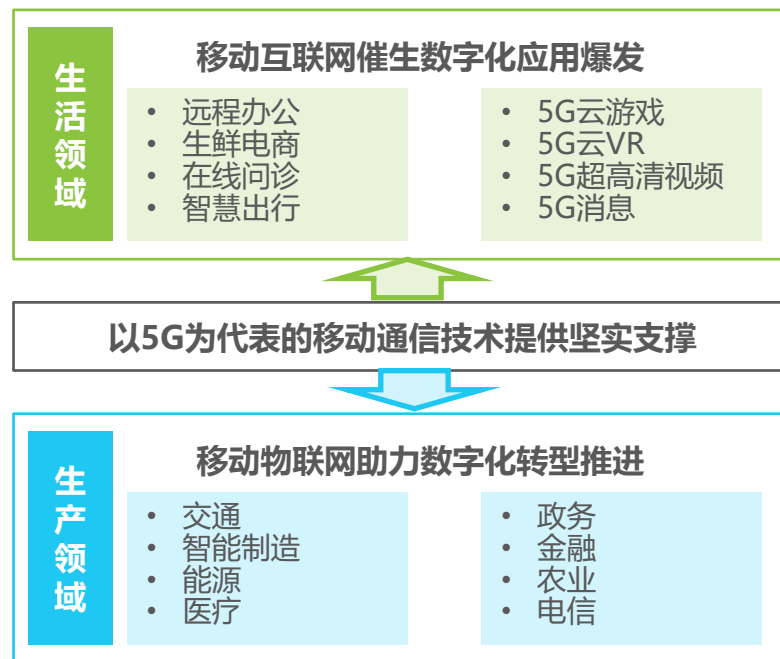 生活领域
移动互联网催生数字化应用爆发
• 远程办公
• 生鲜电商
• 在线问诊
• 智慧出行
• 5G云游戏
• 5G云VR
• 5G超高清视频
• 5G消息
以5G为代表的移动通信技术提供坚实支撑
生产领域
移动物联网助力数字化转型推进
• 交通
• 智能制造
• 能源
• 医疗
• 政务
• 金融
• 农业
• 电信